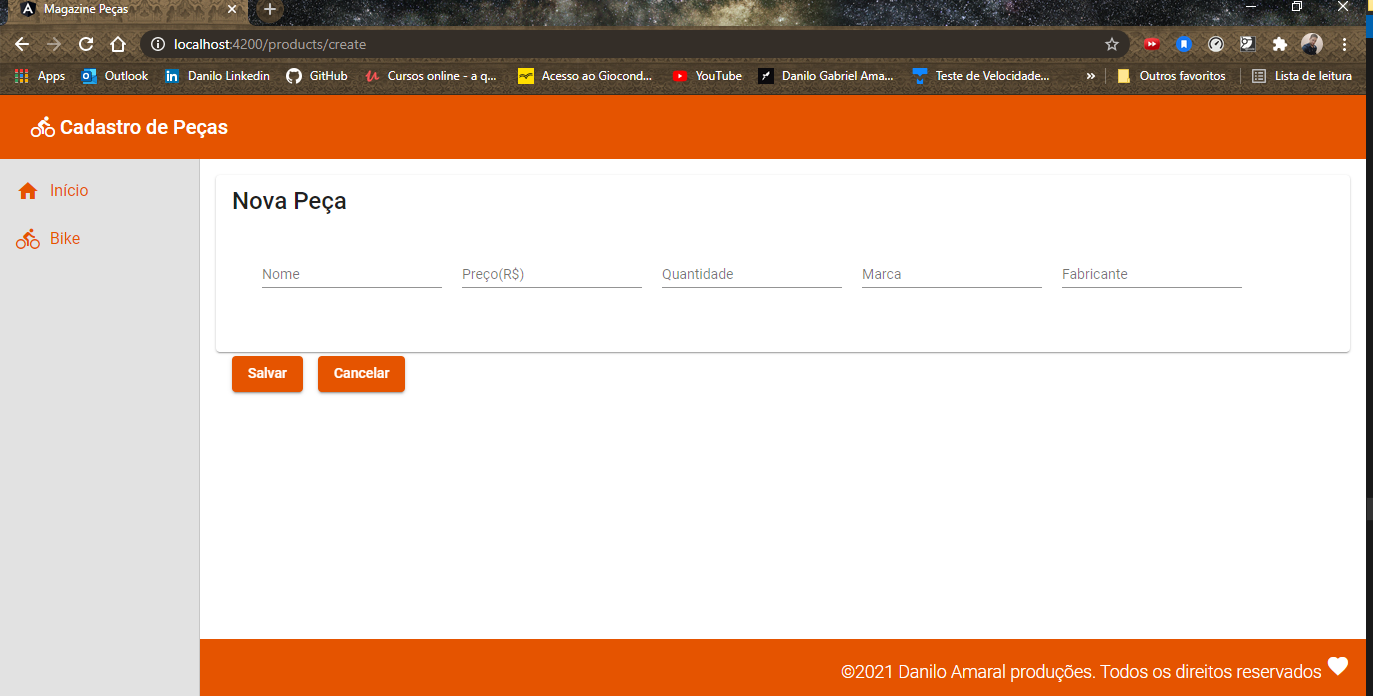 Magazine Peças
localhost:4200/products/create
Apps Outlook Danilo Linkedin GitHub Cursos online - a q... Acesso ao Giocond... YouTube Danilo Gabriel Ama... Teste de Velocidade... » Outros favoritos Lista de leitura
Cadastro de Peças
Início
Bike
Nova Peça
Nome Preço(R$) Quantidade Marca Fabricante
Salvar Cancelar
©2021 Danilo Amaral produções. Todos os direitos reservados